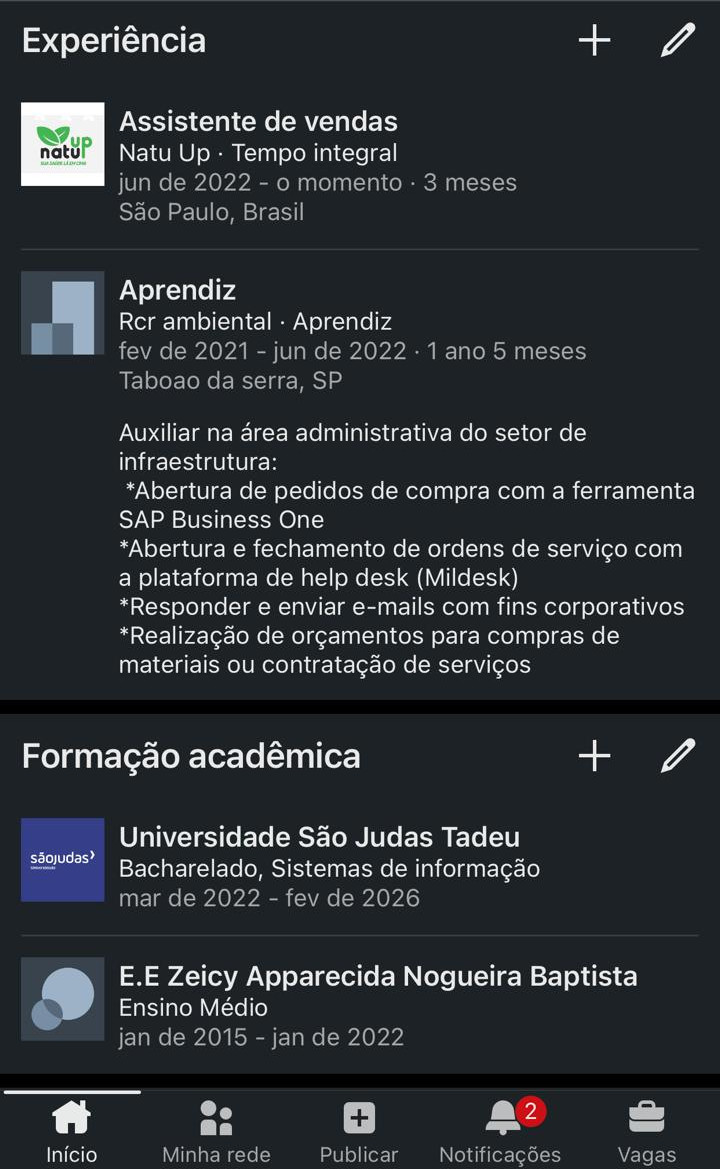 Experiência
Assistente de vendas
natup up
Natu Up · Tempo integral
jun de 2022 - o momento · 3 meses
São Paulo, Brasil
Aprendiz
Rcr ambiental · Aprendiz
fev de 2021 - jun de 2022 · 1 ano 5 meses
Taboao da serra, SP
Auxiliar na área administrativa do setor de
infraestrutura:
*Abertura de pedidos de compra com a ferramenta
SAP Business One
*Abertura e fechamento de ordens de serviço com
a plataforma de help desk (Mildesk)
*Responder e enviar e-mails com fins corporativos
*Realização de orçamentos para compras de
materiais ou contratação de serviços
Formação acadêmica
Universidade São Judas Tadeu
sãojudas
Bacharelado, Sistemas de informação
mar de 2022 - fev de 2026
E.E Zeicy Apparecida Nogueira Baptista
Ensino Médio
jan de 2015 - jan de 2022
2
Início Minha rede Publicar Notificações Vagas